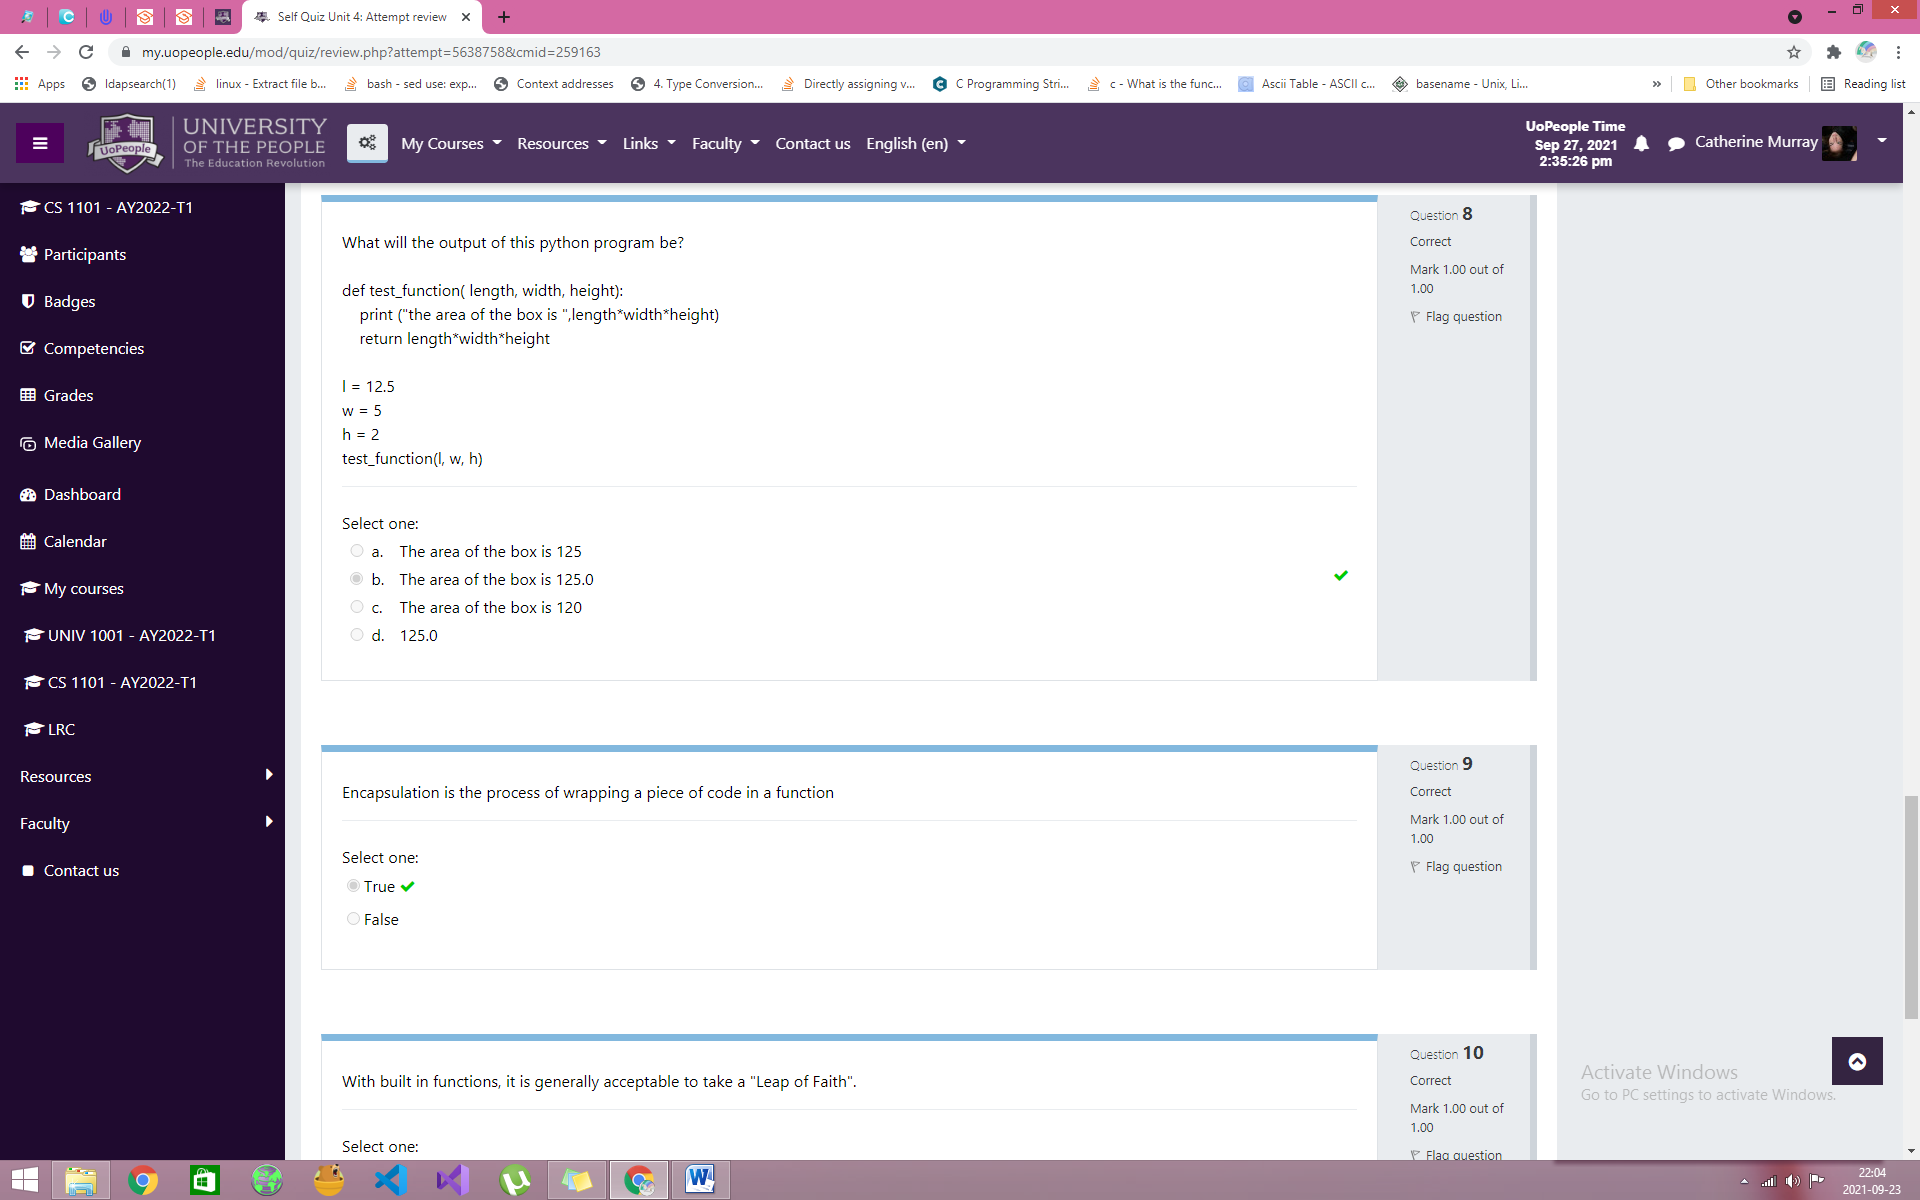 Self Quiz Unit 4: Attempt review
my.uopeople.edu/mod/quiz/review.php?attempt=5638758&cmid=259163
Apps
ldapsearch(1)
linux - Extract file b...
bash - sed use: exp...
Context addresses
4. Type Conversion...
Directly assigning v...
C Programming Stri...
c - What is the func...
Ascii Table - ASCII c...
basename - Unix, Li...
»
Other bookmarks
Reading list
UoPeople
UNIVERSITY
OF THE PEOPLE
The Education Revolution
My Courses
Resources
Links
Faculty
Contact us
English (en)
UoPeople Time
Sep 27, 2021
2:35:26 pm
Catherine Murray
CS 1101 - AY2022-T1
Participants
Badges
Competencies
Grades
Media Gallery
Dashboard
Calendar
My courses
UNIV 1001 - AY2022-T1
CS 1101 - AY2022-T1
LRC
Resources
Faculty
Contact us
What will the output of this python program be?
def test_function( length, width, height):
print ("the area of the box is ",length*width*height)
return length*width*height
l = 12.5
w = 5
h = 2
test_function(l, w, h)
Select one:
a. The area of the box is 125
b. The area of the box is 125.0
c. The area of the box is 120
d. 125.0
Question 8
Correct
Mark 1.00 out of
1.00
Flag question
Encapsulation is the process of wrapping a piece of code in a function
Select one:
True
False
Question 9
Correct
Mark 1.00 out of
1.00
Flag question
With built in functions, it is generally acceptable to take a "Leap of Faith".
Select one:
Question 10
Correct
Mark 1.00 out of
1.00
Flag question
Activate Windows
Go to PC settings to activate Windows.
22:04
2021-09-23